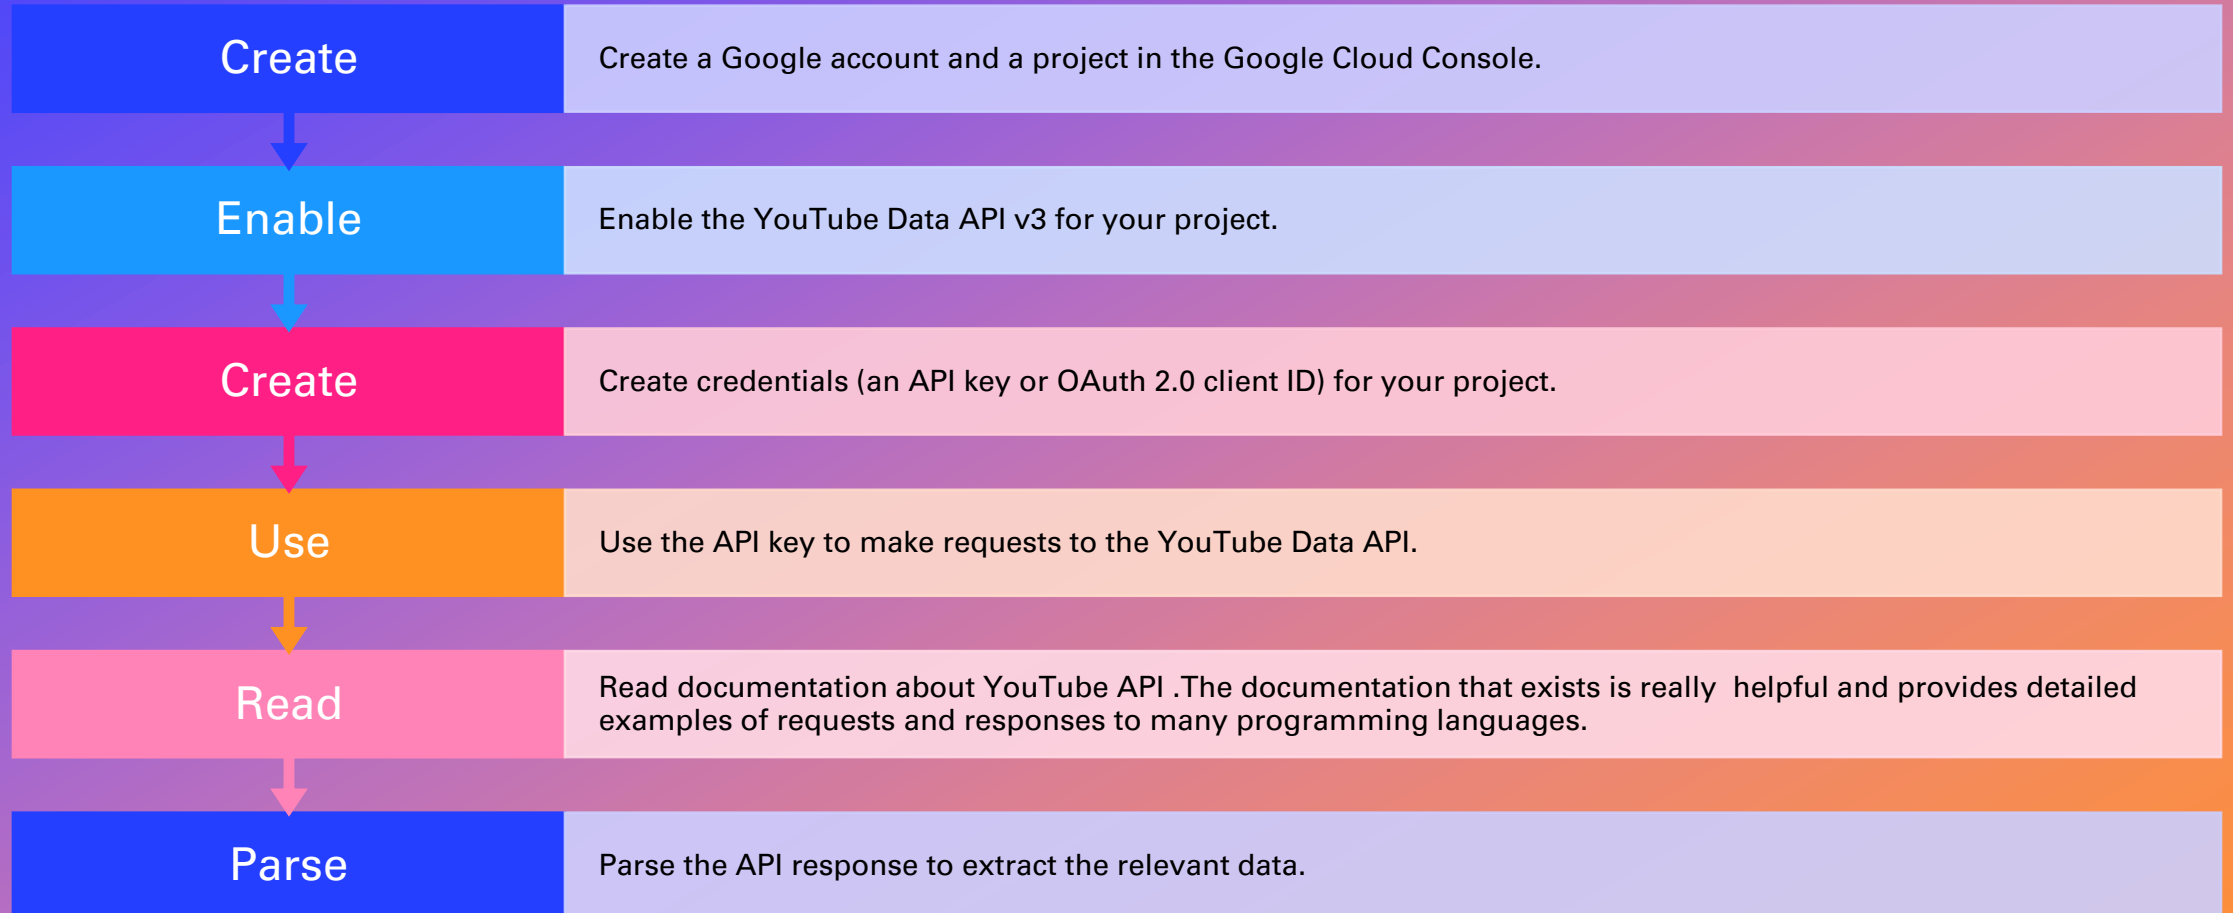 Create
Create a Google account and a project in the Google Cloud Console.
Enable
Enable the YouTube Data API v3 for your project.
Create
Create credentials (an API key or OAuth 2.0 client ID) for your project.
Use
Use the API key to make requests to the YouTube Data API.
Read
Read documentation about YouTube API .The documentation that exists is really  helpful and provides detailed
examples of requests and responses to many programming languages.
Parse
Parse the API response to extract the relevant data.